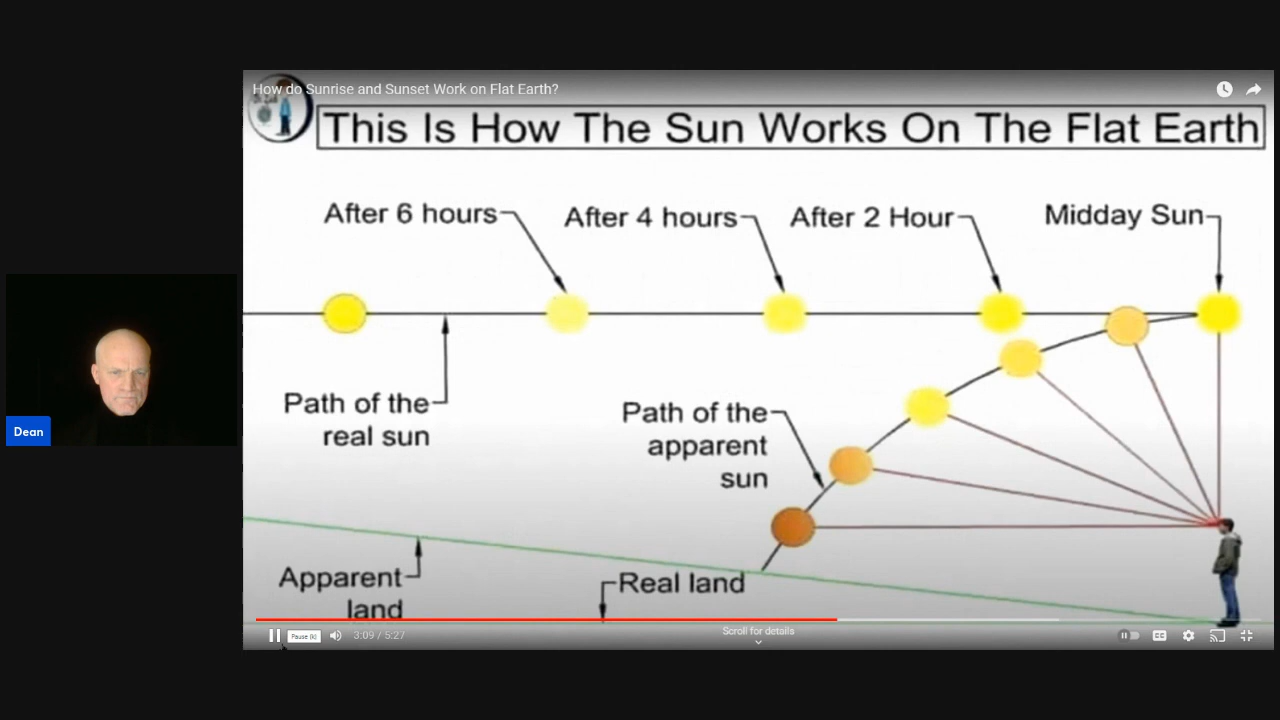 How do Sunrise and Sunset Work on Flat Earth?
This Is How The Sun Works On The Flat Earth
After 6 hours
After 4 hours
After 2 Hour
Midday Sun
Path of the
real sun
Path of the
apparent
sun
Dean
Apparent
land
Real land
Pause (k)
3:09 / 5:27
Scroll for details
CC